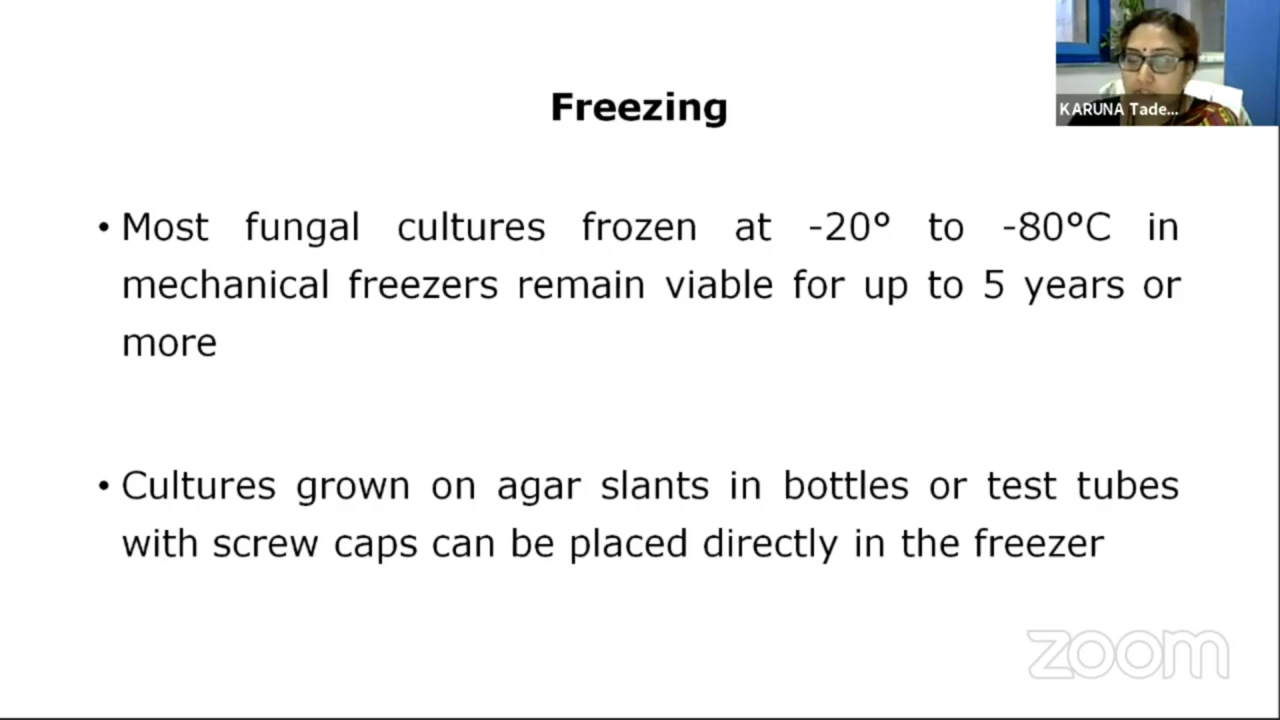 Freezing
KARUNA Tade...
• Most fungal cultures frozen at -20° to -80°C in
mechanical freezers remain viable for up to 5 years or
more
• Cultures grown on agar slants in bottles or test tubes
with screw caps can be placed directly in the freezer
zoom